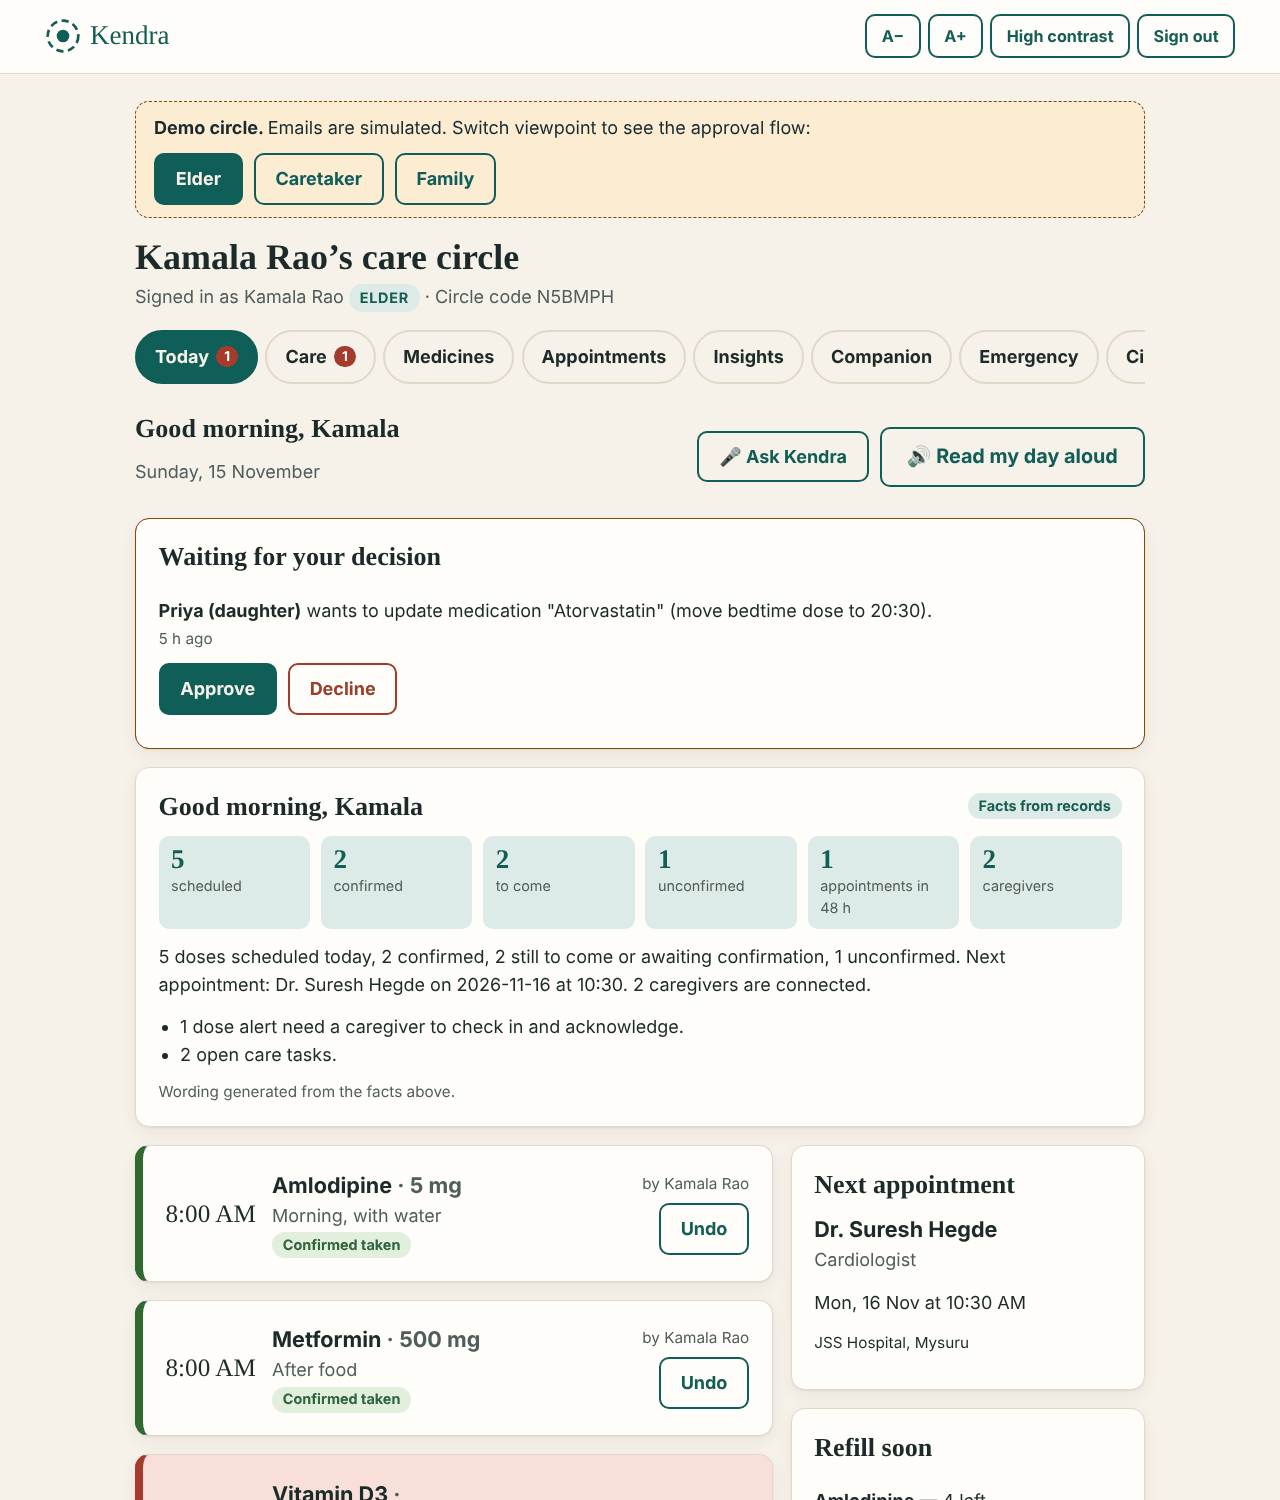 Kendra
A−
A+
High contrast
Sign out
Demo circle. Emails are simulated. Switch viewpoint to see the approval flow:
Elder
Caretaker
Family
Kamala Rao’s care circle
Signed in as Kamala Rao ELDER · Circle code N5BMPH
Today 1
Care 1
Medicines
Appointments
Insights
Companion
Emergency
Good morning, Kamala
Sunday, 15 November
Ask Kendra
Read my day aloud
Waiting for your decision
Priya (daughter) wants to update medication "Atorvastatin" (move bedtime dose to 20:30).
5 h ago
Approve
Decline
Good morning, Kamala
Facts from records
5
scheduled
2
confirmed
2
to come
1
unconfirmed
1
appointments in
48 h
2
caregivers
5 doses scheduled today, 2 confirmed, 2 still to come or awaiting confirmation, 1 unconfirmed. Next
appointment: Dr. Suresh Hegde on 2026-11-16 at 10:30. 2 caregivers are connected.
• 1 dose alert need a caregiver to check in and acknowledge.
• 2 open care tasks.
Wording generated from the facts above.
8:00 AM
Amlodipine · 5 mg
Morning, with water
Confirmed taken
by Kamala Rao
Undo
8:00 AM
Metformin · 500 mg
After food
Confirmed taken
by Kamala Rao
Undo
Vitamin D3 ·
Next appointment
Dr. Suresh Hegde
Cardiologist
Mon, 16 Nov at 10:30 AM
JSS Hospital, Mysuru
Refill soon
Amlodipine — 4 left